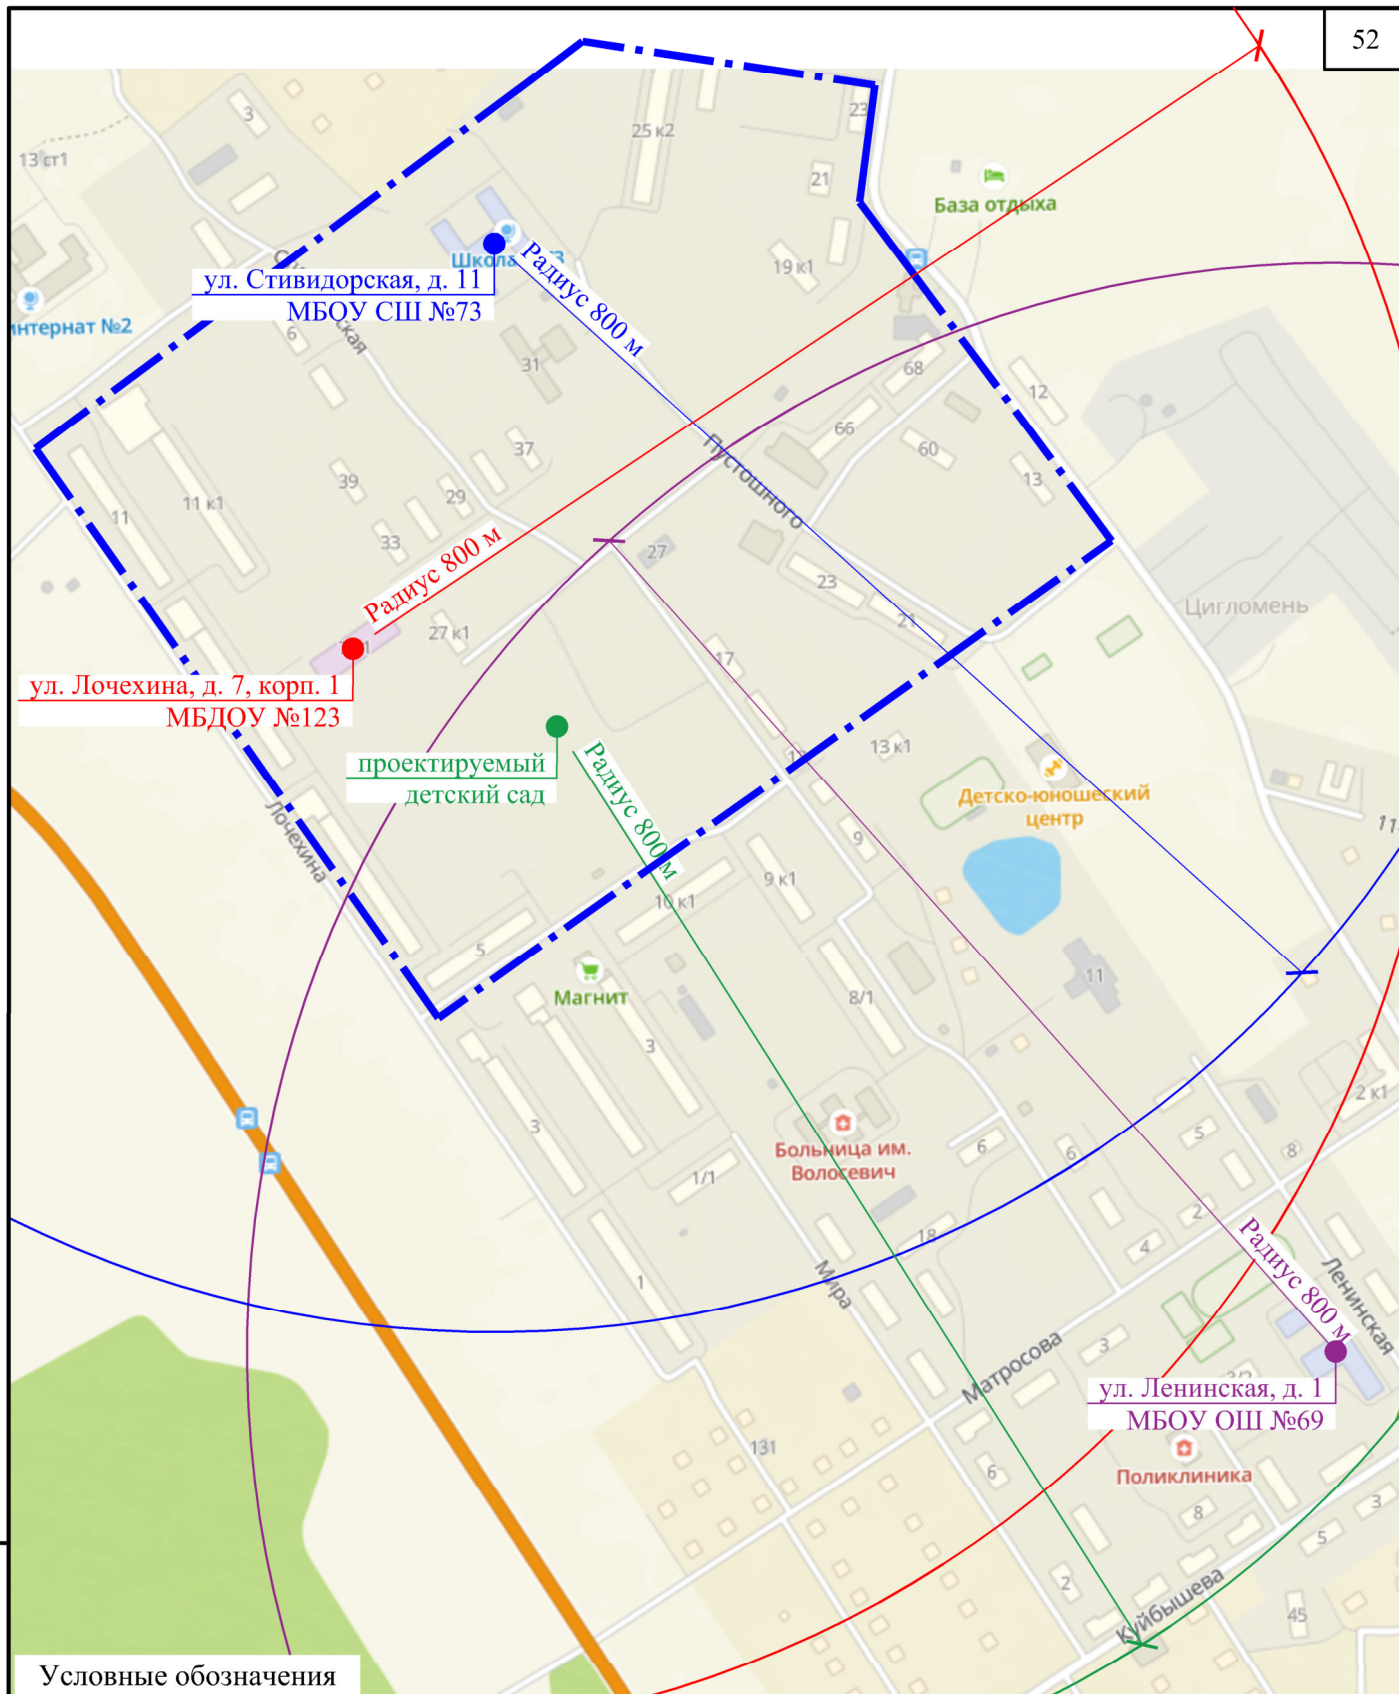 52
3
13 ст1
25 к2
23
21
База отдыха
19 к1
Школа
Радиус 800 м
ул. Стивидорская, д. 11
МБОУ СШ №73
интернат №2
6
31
68
12
66
60
13
37
39
29
11
11 к1
33
Пустошного
27
Радиус 800 м
23
21
Цигломень
27 к1
17
ул. Лочехина, д. 7, корп. 1
МБДОУ №123
13 к1
проектируемый
детский сад
Радиус 800 м
Детско-юношеский
центр
Лочехина
9
9 к1
10 к1
5
Магнит
8/1
11
3
3
2 к1
Больница им.
Волосевич
6
6
5
8
1/1
2
18
4
1
Мира
Радиус 800 м
Ленинская
Матросова
3
ул. Ленинская, д. 1
МБОУ ОШ №69
131
6
Поликлиника
8
3
5
2
Куйбышева
45
Условные обозначения